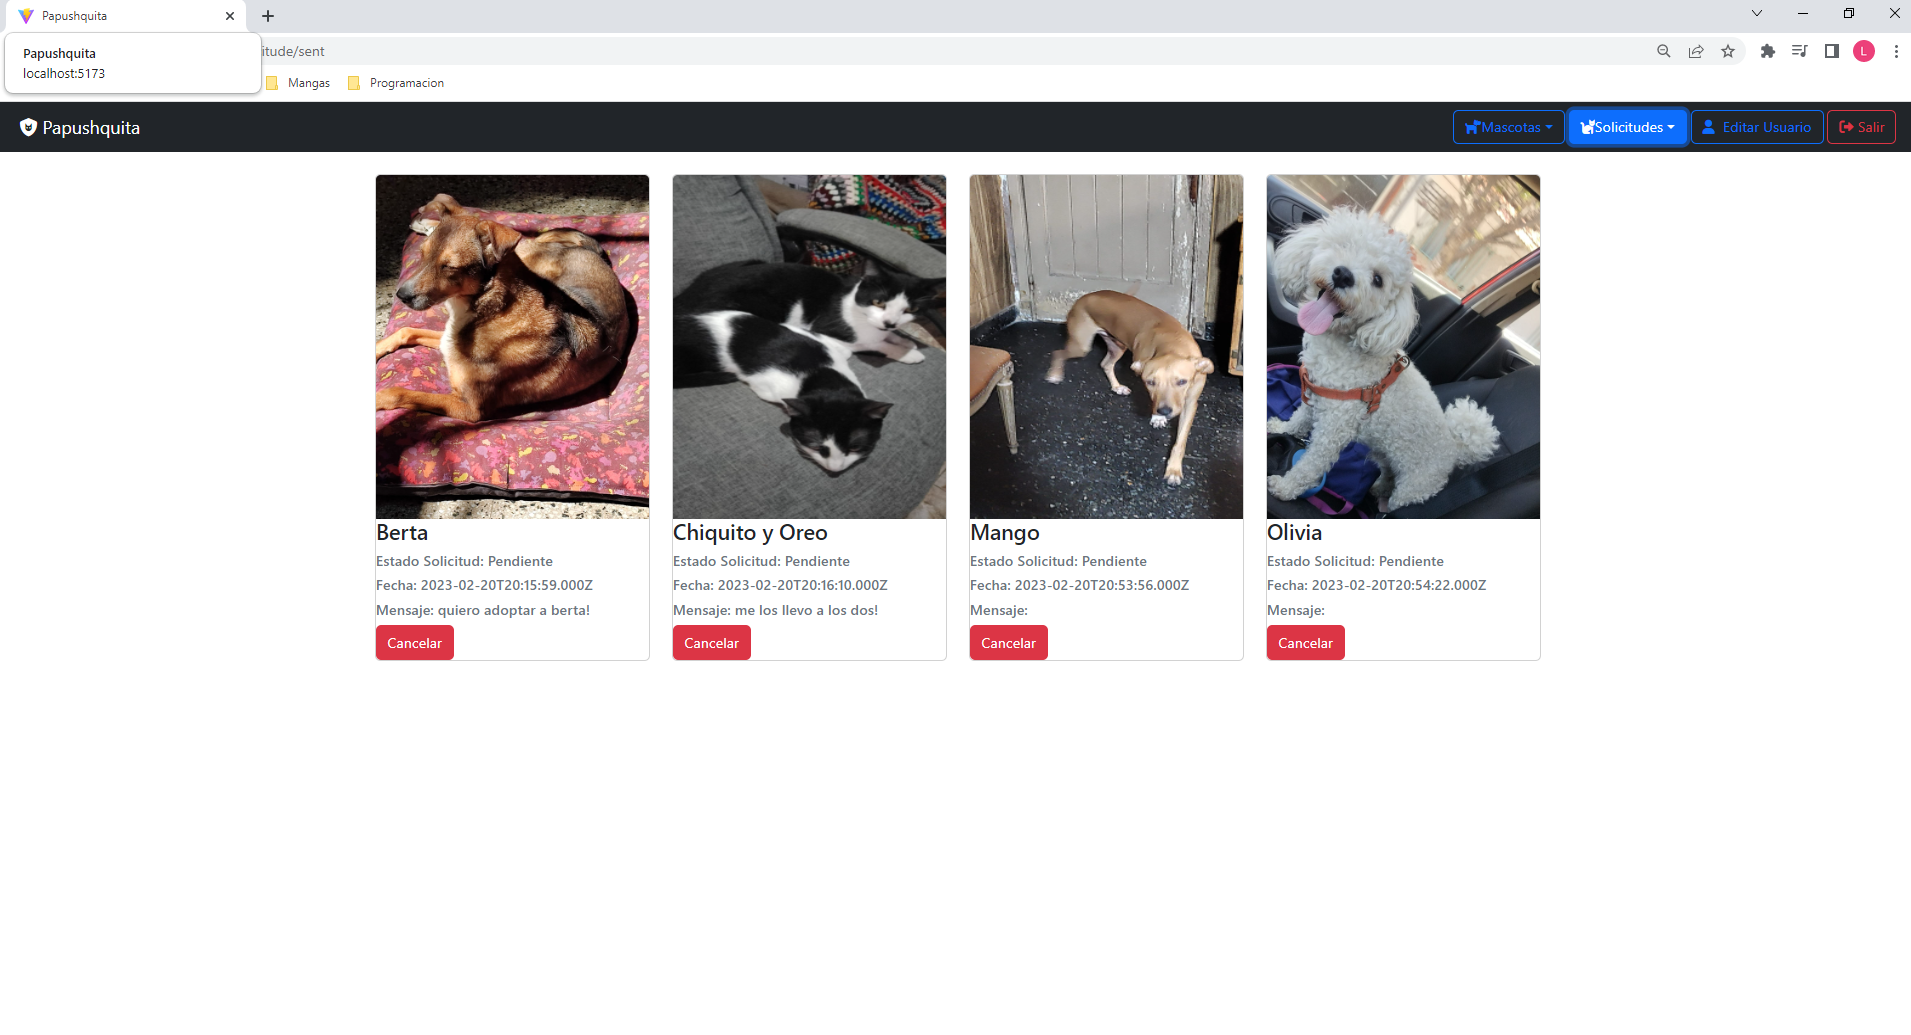 Papushquita
Papushquita
localhost:5173
itude/sent
L
Mangas
Programacion
Papushquita
Mascotas
Solicitudes
Editar Usuario
Salir
Berta
Estado Solicitud: Pendiente
Fecha: 2023-02-20T20:15:59.000Z
Mensaje: quiero adoptar a berta!
Cancelar
Chiquito y Oreo
Estado Solicitud: Pendiente
Fecha: 2023-02-20T20:16:10.000Z
Mensaje: me los llevo a los dos!
Cancelar
Mango
Estado Solicitud: Pendiente
Fecha: 2023-02-20T20:53:56.000Z
Mensaje:
Cancelar
Olivia
Estado Solicitud: Pendiente
Fecha: 2023-02-20T20:54:22.000Z
Mensaje:
Cancelar